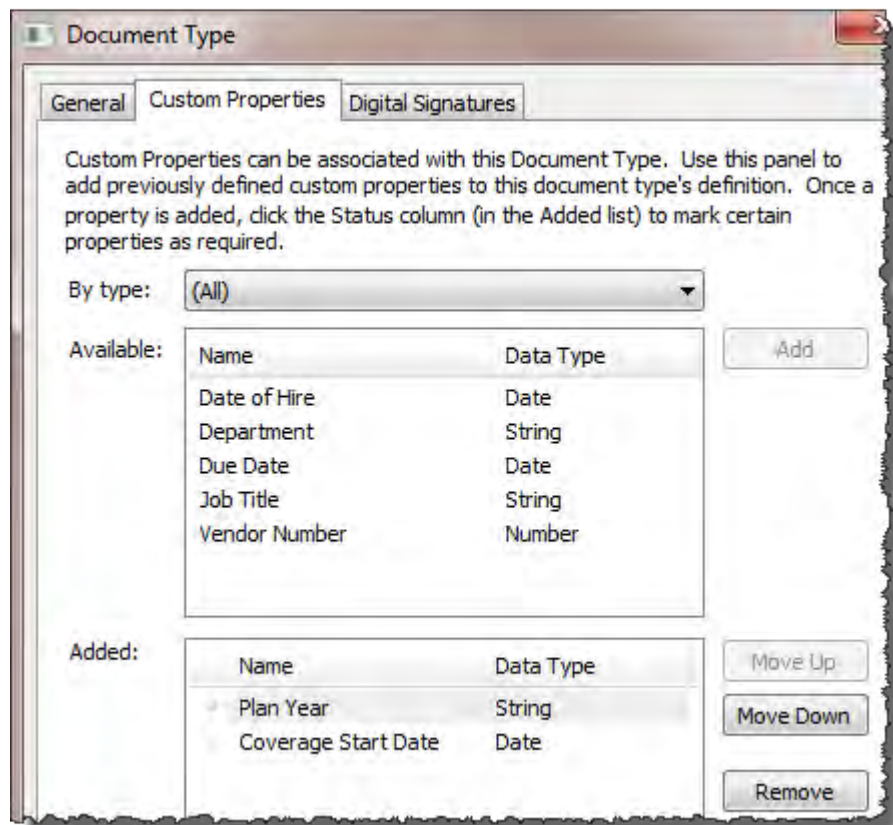 Document Type
General Custom Properties Digital Signatures
Custom Properties can be associated with this Document Type. Use this panel to
add previously defined custom properties to this document type's definition. Once a
property is added, click the Status column (in the Added list) to mark certain
properties as required.
By type: (All)
Available: Name Data Type Add
Date of Hire Date
Department String
Due Date Date
Job Title String
Vendor Number Number
Added: Name Data Type Move Up
Plan Year String Move Down
Coverage Start Date Date
Remove